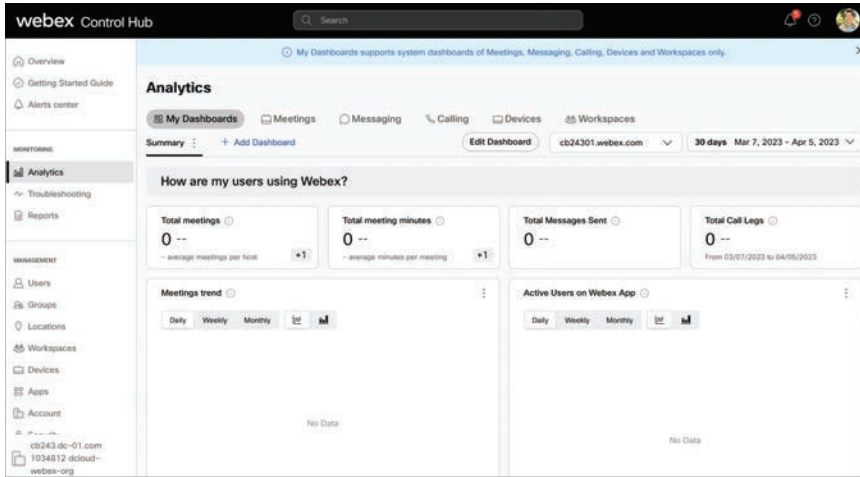 webex Control Hub
Search
My Dashboards supports system dashboards of Meetings, Messaging, Calling, Devices and Workspaces only.
Overview
Getting Started Guide
Alerts center
MONITORING
Analytics
Troubleshooting
Reports
MANAGEMENT
Users
Groups
Locations
Workspaces
Devices
Apps
Account
cb243.dc-01.com
1034812 dcloud-
webex-org
Analytics
My Dashboards Meetings Messaging Calling Devices Workspaces
Summary + Add Dashboard Edit Dashboard cb24301.webex.com 30 days Mar 7, 2023 - Apr 5, 2023
How are my users using Webex?
Total meetings
0 --
- average meetings per host +1
Total meeting minutes
0 --
- average minutes per meeting +1
Total Messages Sent
0 --
Total Call Legs
0 --
From 03/07/2023 to 04/05/2023
Meetings trend
Daily Weekly Monthly
No Data
Active Users on Webex App
Daily Weekly Monthly
No Data